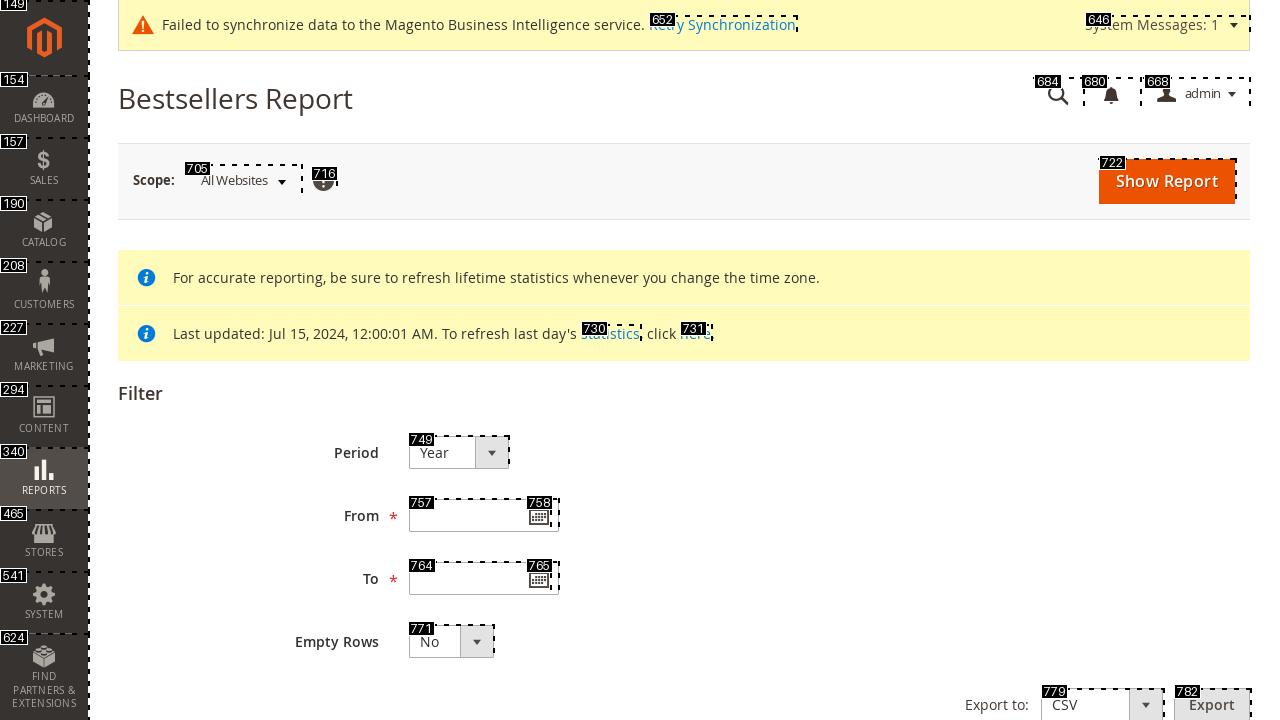 149
Failed to synchronize data to the Magento Business Intelligence service. 652 Retry Synchronization
646 System Messages: 1
154
DASHBOARD
Bestsellers Report
684 680 668 admin
157
SALES
Scope: 705 All Websites 716
722 Show Report
190
CATALOG
208
CUSTOMERS
For accurate reporting, be sure to refresh lifetime statistics whenever you change the time zone.
227
MARKETING
Last updated: Jul 15, 2024, 12:00:01 AM. To refresh last day's 730 statistics, click 731 here.
294
CONTENT
Filter
340
REPORTS
Period 749 Year
From * 757 758
465
STORES
To * 764 765
541
SYSTEM
Empty Rows 771 No
624
FIND
PARTNERS &
EXTENSIONS
Export to: 779 CSV 782 Export